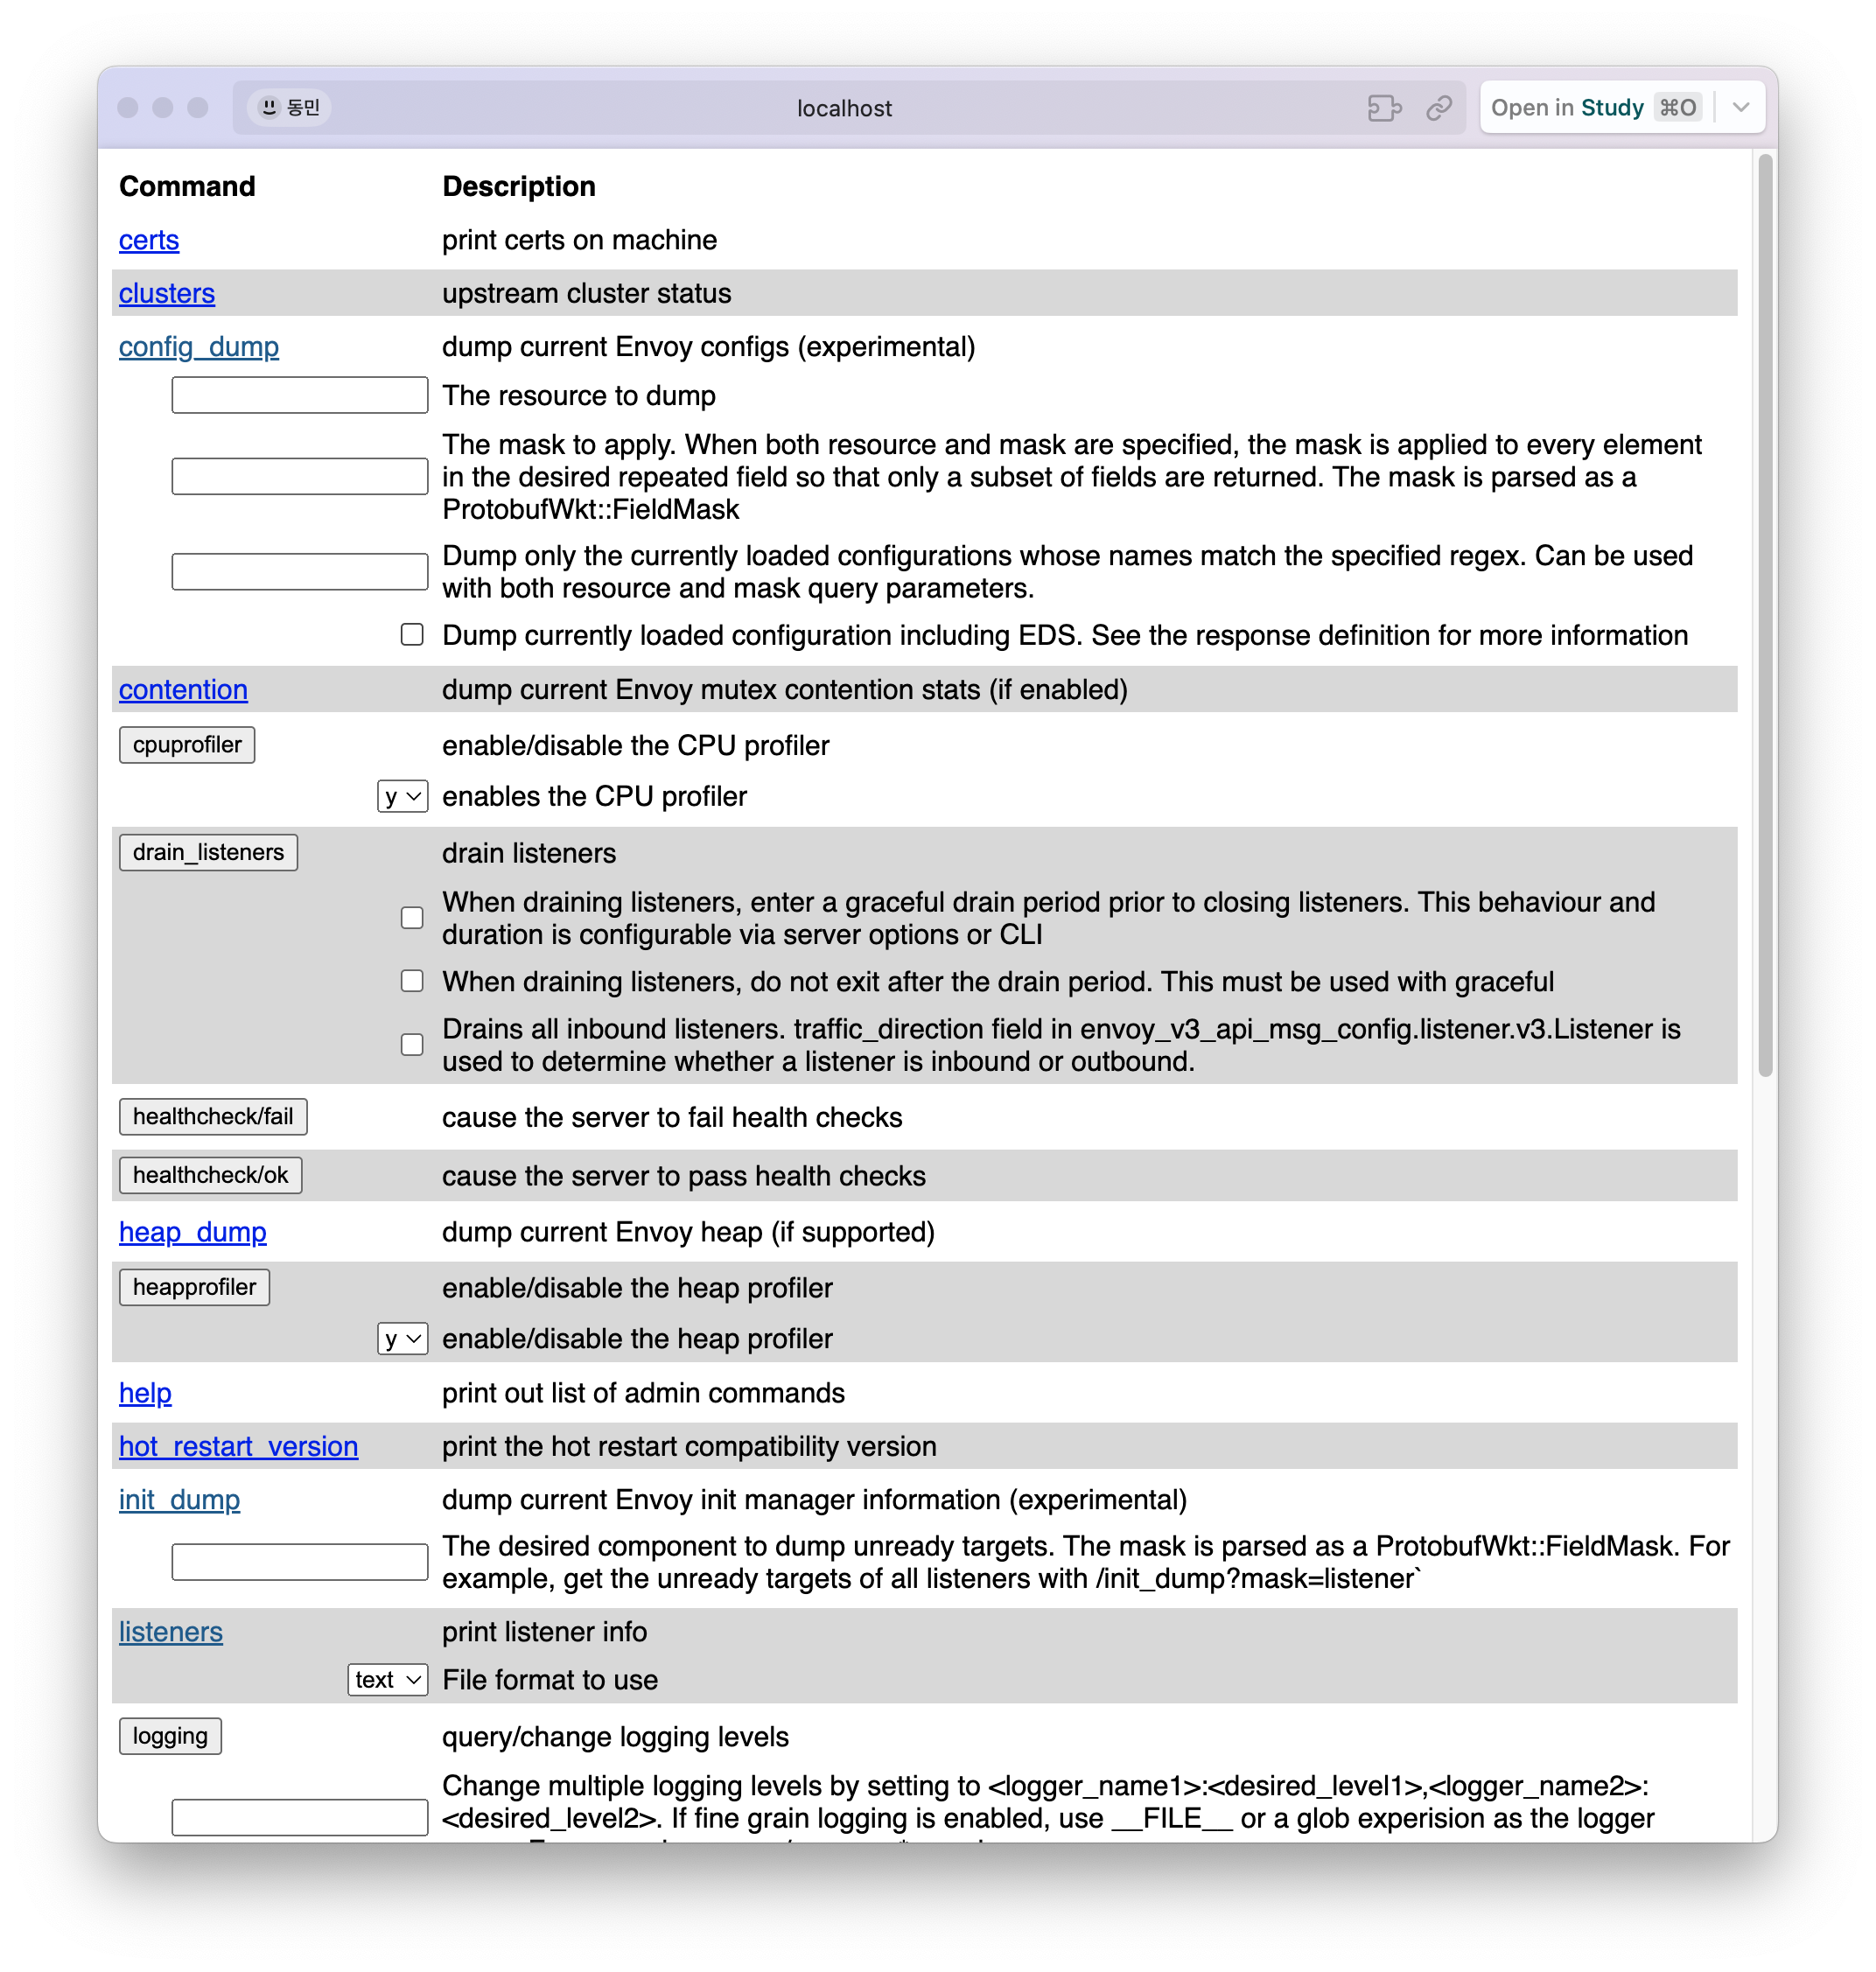 동민
localhost
Open in Study ⌘O
Command Description
certs print certs on machine
clusters upstream cluster status
config_dump dump current Envoy configs (experimental)
The resource to dump
The mask to apply. When both resource and mask are specified, the mask is applied to every element
in the desired repeated field so that only a subset of fields are returned. The mask is parsed as a
ProtobufWkt::FieldMask
Dump only the currently loaded configurations whose names match the specified regex. Can be used
with both resource and mask query parameters.
Dump currently loaded configuration including EDS. See the response definition for more information
contention dump current Envoy mutex contention stats (if enabled)
cpuprofiler enable/disable the CPU profiler
y enables the CPU profiler
drain_listeners drain listeners
When draining listeners, enter a graceful drain period prior to closing listeners. This behaviour and
duration is configurable via server options or CLI
When draining listeners, do not exit after the drain period. This must be used with graceful
Drains all inbound listeners. traffic_direction field in envoy_v3_api_msg_config.listener.v3.Listener is
used to determine whether a listener is inbound or outbound.
healthcheck/fail cause the server to fail health checks
healthcheck/ok cause the server to pass health checks
heap_dump dump current Envoy heap (if supported)
heapprofiler enable/disable the heap profiler
y enable/disable the heap profiler
help print out list of admin commands
hot_restart_version print the hot restart compatibility version
init_dump dump current Envoy init manager information (experimental)
The desired component to dump unready targets. The mask is parsed as a ProtobufWkt::FieldMask. For
example, get the unready targets of all listeners with /init_dump?mask=listener`
listeners print listener info
text File format to use
logging query/change logging levels
Change multiple logging levels by setting to <logger_name1>:<desired_level1>,<logger_name2>:
<desired_level2>. If fine grain logging is enabled, use __FILE__ or a glob experision as the logger